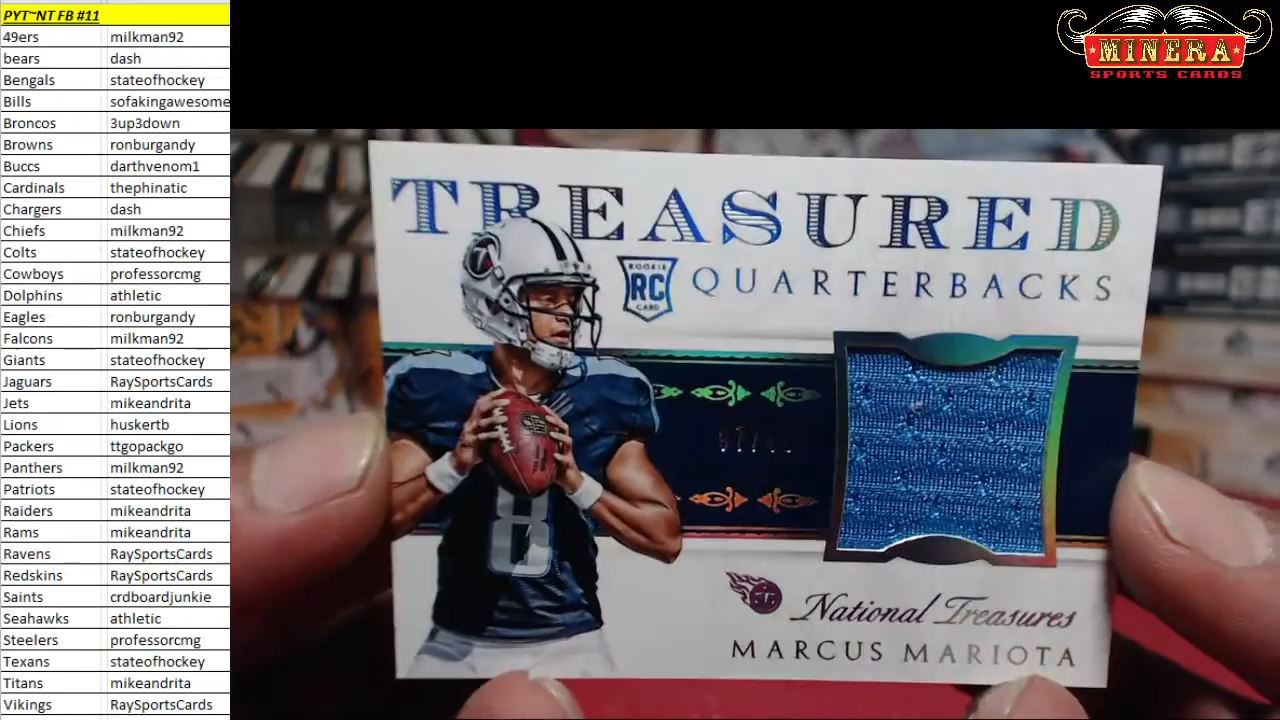 PYT~NT FB #11
49ers milkman92
bears dash
Bengals stateofhockey
Bills sofakingawesome
Broncos 3up3down
Browns ronburgandy
Buccs darthvenom1
Cardinals thephinatic
Chargers dash
Chiefs milkman92
Colts stateofhockey
Cowboys professorcmg
Dolphins athletic
Eagles ronburgandy
Falcons milkman92
Giants stateofhockey
Jaguars RaySportsCards
Jets mikeandrita
Lions huskertb
Packers ttgopackgo
Panthers milkman92
Patriots stateofhockey
Raiders mikeandrita
Rams mikeandrita
Ravens RaySportsCards
Redskins RaySportsCards
Saints crdboardjunkie
Seahawks athletic
Steelers professorcmg
Texans stateofhockey
Titans mikeandrita
Vikings RaySportsCards
MINERA
SPORTS CARDS
TREASURED
QUARTERBACKS
ROOKIE
RC
CARD
8
National Treasures
MARCUS MARIOTA